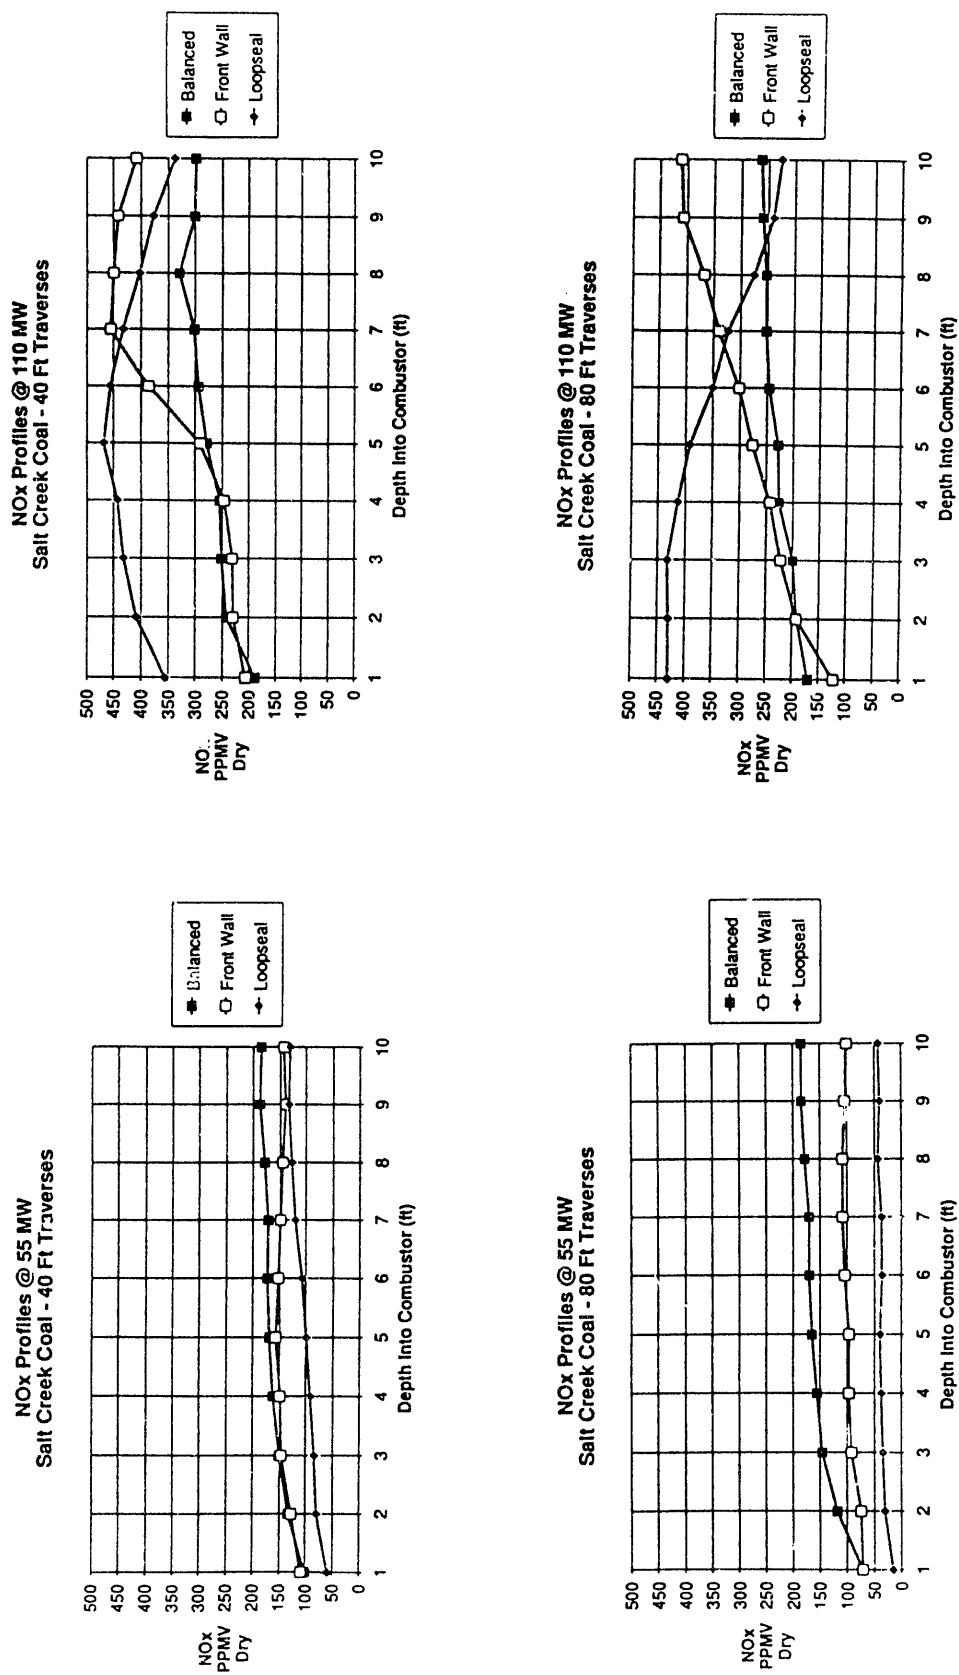 NOx Profiles @ 55 MW
Salt Creek Coal - 40 Ft Traverses
NOx
PPMV
Dry
500
450
400
350
300
250
200
150
100
50
0
1 2 3 4 5 6 7 8 9 10
Depth Into Combustor (ft)
Balanced
Front Wall
Loopseal
NOx Profiles @ 110 MW
Salt Creek Coal - 40 Ft Traverses
PPMV
Dry
500
450
400
350
300
250
200
150
100
50
0
1 2 3 4 5 6 7 8 9 10
Depth Into Combustor (ft)
Balanced
Front Wall
Loopseal
NOx Profiles @ 55 MW
Salt Creek Coal - 80 Ft Traverses
NOx
PPMV
Dry
500
450
400
350
300
250
200
150
100
50
0
1 2 3 4 5 6 7 8 9 10
Depth Into Combustor (ft)
Balanced
Front Wall
Loopseal
NOx Profiles @ 110 MW
Salt Creek Coal - 80 Ft Traverses
NOx
PPMV
Dry
500
450
400
350
300
250
200
150
100
50
0
1 2 3 4 5 6 7 8 9 10
Depth Into Combustor (ft)
Balanced
Front Wall
Loopseal